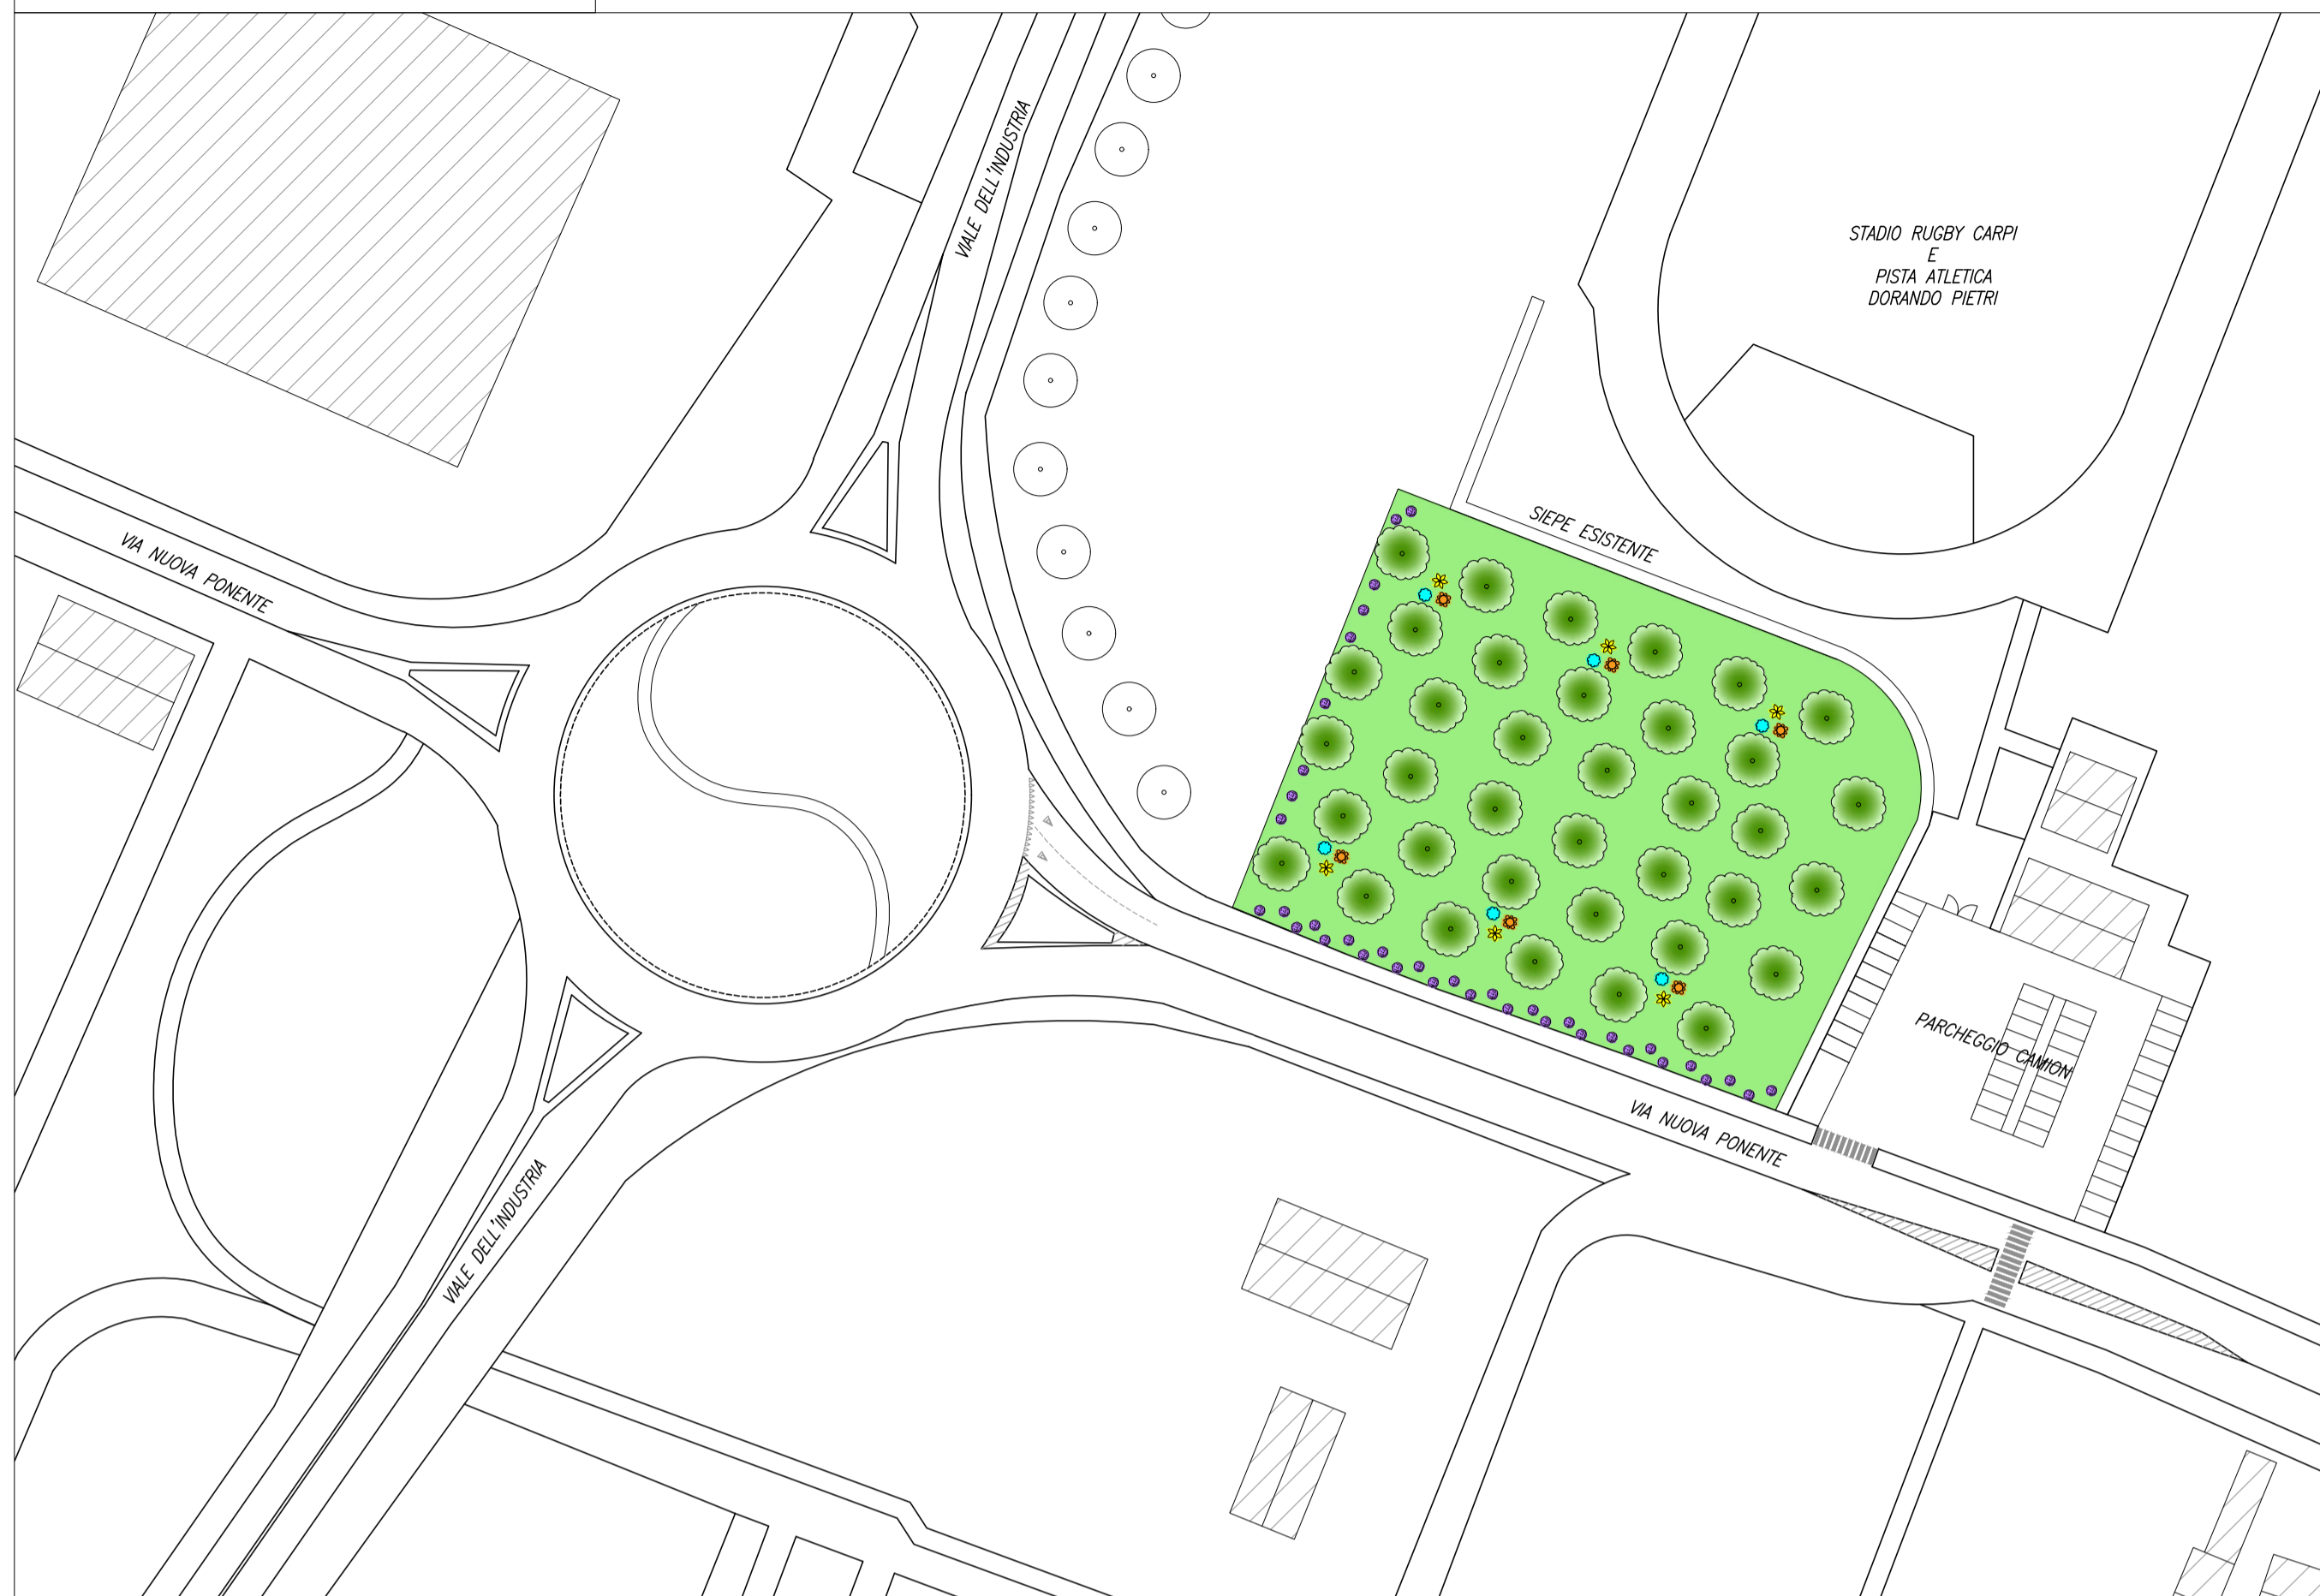 VIALE DELL'INDUSTRIA
STADIO RUGBY CARPI
E
PISTA ATLETICA
DORANDO PIETRI
SIEPE ESISTENTE
VIA NUOVA PONENTE
PARCHEGGIO CAMION
VIA NUOVA PONENTE
VIALE DELL'INDUSTRIA